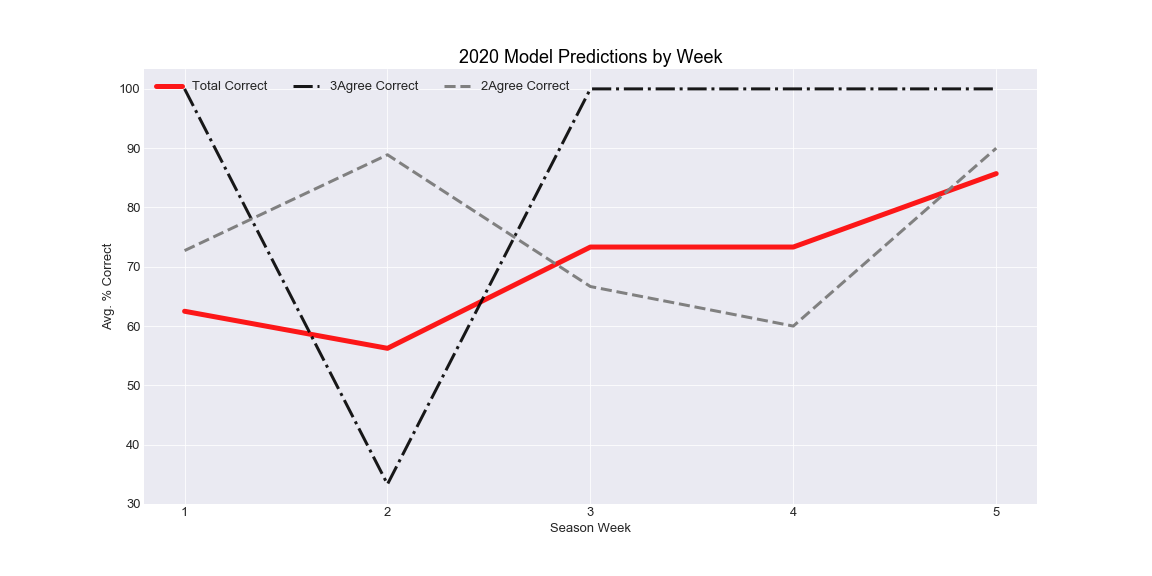 2020 Model Predictions by Week
Total Correct 3Agree Correct 2Agree Correct
100
90
80
70
60
50
40
30
Avg. % Correct
1 2 3 4 5
Season Week